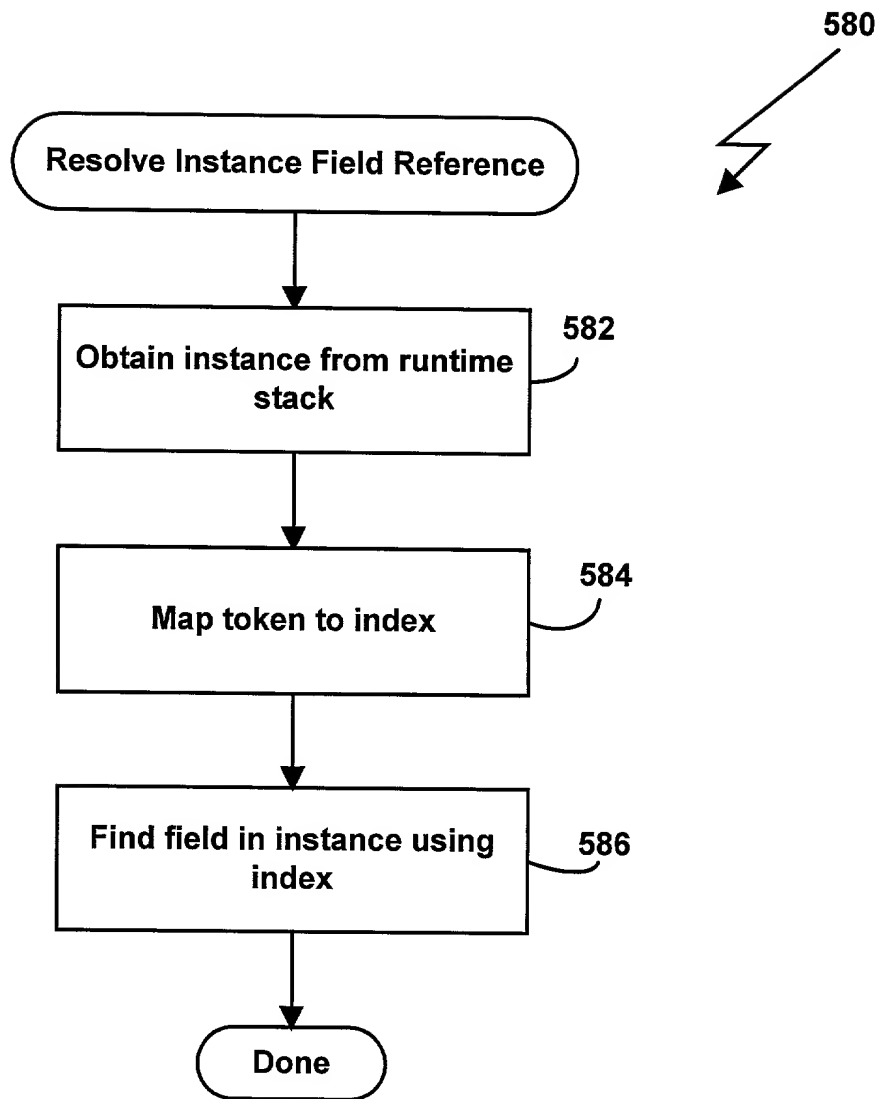 580
Resolve Instance Field Reference
582
Obtain instance from runtime
stack
584
Map token to index
586
Find field in instance using
index
Done